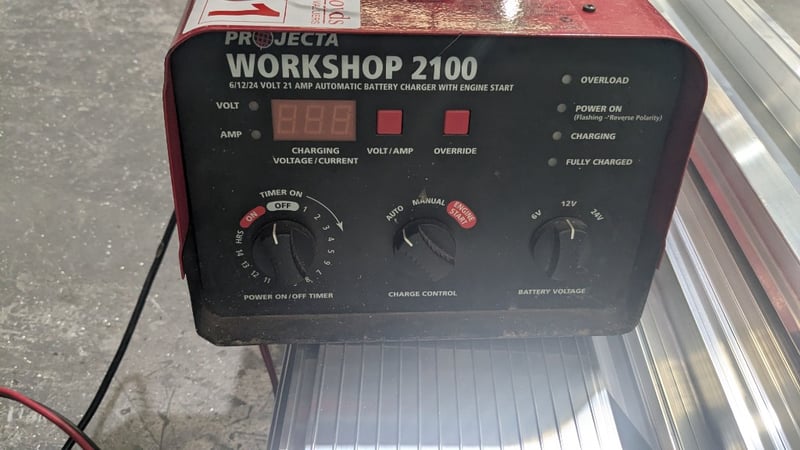 51
PROJECTA
WORKSHOP 2100
6/12/24 VOLT 21 AMP AUTOMATIC BATTERY CHARGER WITH ENGINE START
VOLT
AMP
CHARGING
VOLTAGE/CURRENT
VOLT/AMP
OVERRIDE
OVERLOAD
POWER ON
(Flashing - Reverse Polarity)
CHARGING
FULLY CHARGED
TIMER ON
ON
OFF
1
2
3
4
5
6
7
8
11
12
13
14
HRS
POWER ON/OFF TIMER
AUTO
MANUAL
ENGINE
START
CHARGE CONTROL
6V
12V
24V
BATTERY VOLTAGE